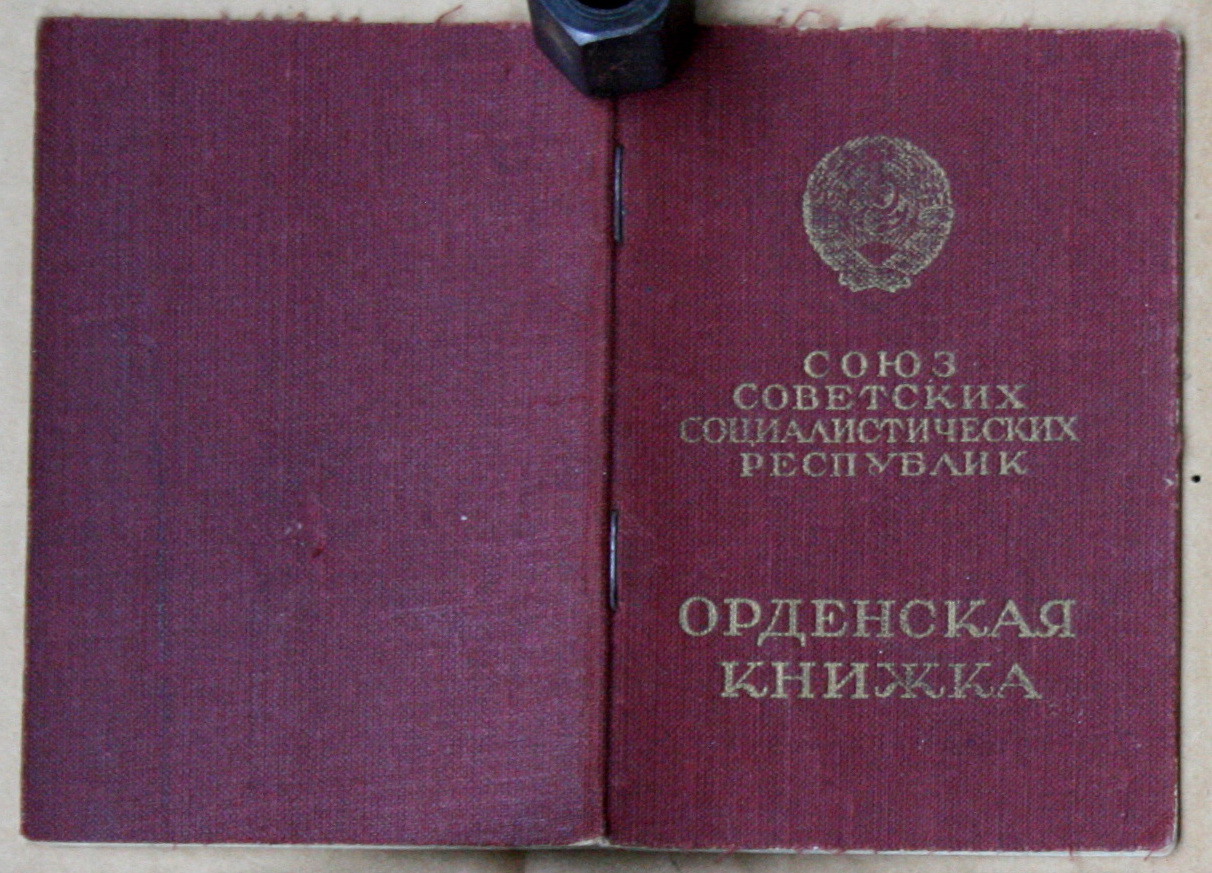 СОЮЗ
СОВЕТСКИХ
СОЦИАЛИСТИЧЕСКИХ
РЕСПУБЛИК
ОРДЕНСКАЯ
КНИЖКА